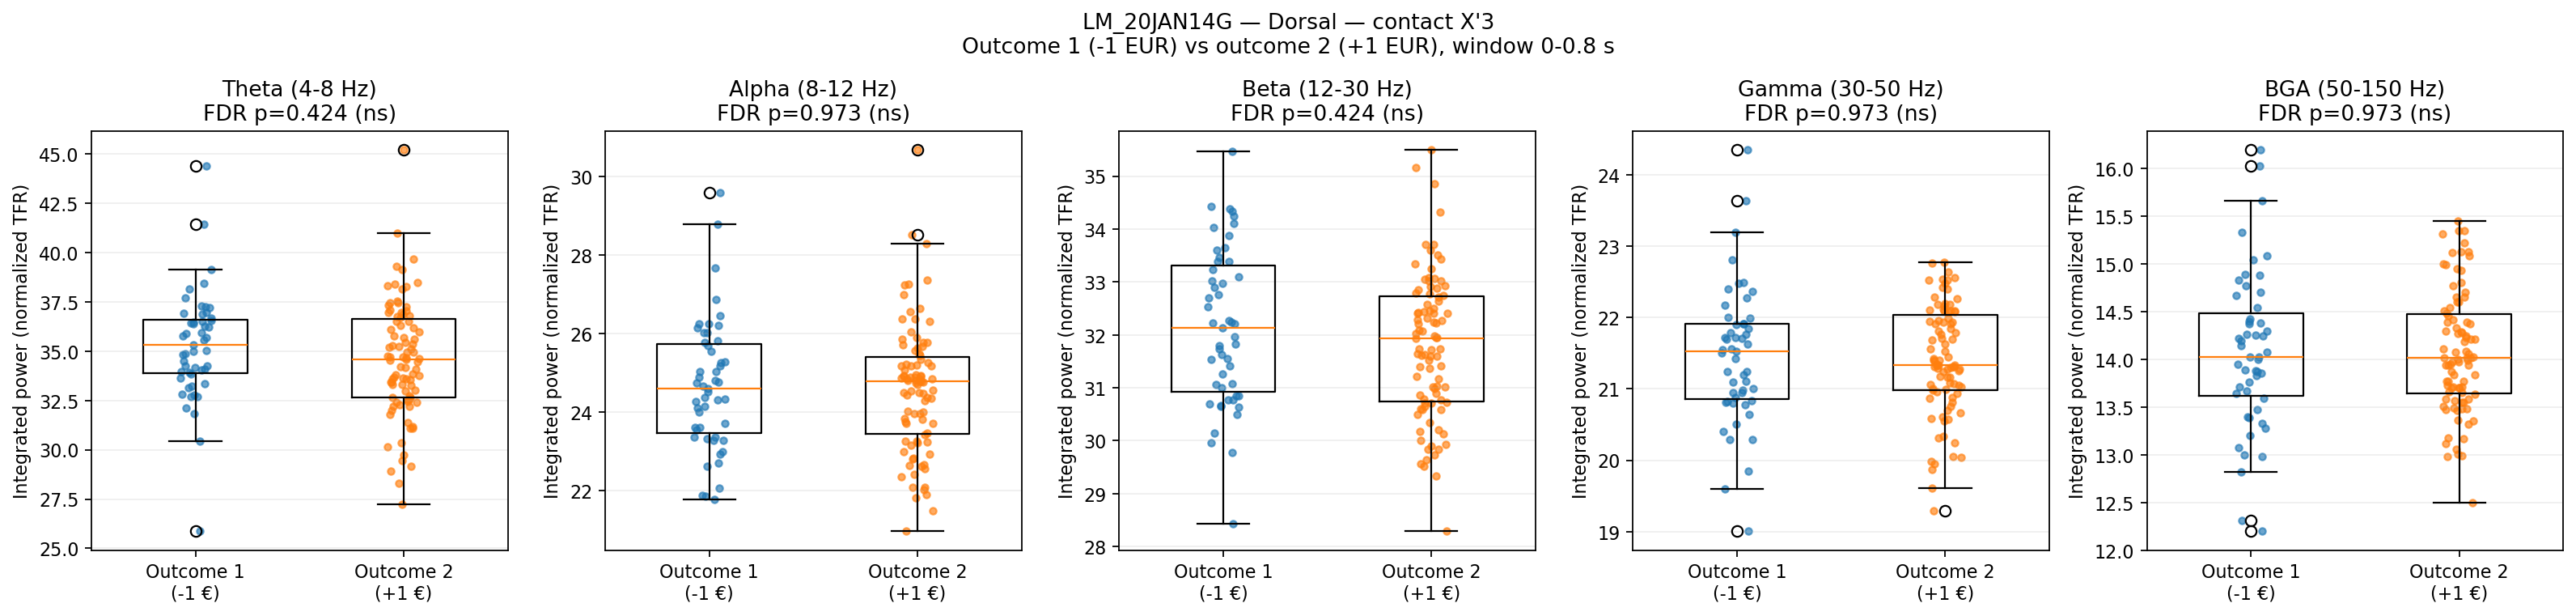 LM_20JAN14G — Dorsal — contact X'3
Outcome 1 (-1 EUR) vs outcome 2 (+1 EUR), window 0-0.8 s
Theta (4-8 Hz)
FDR p=0.424 (ns)
Integrated power (normalized TFR)
45.0
42.5
40.0
37.5
35.0
32.5
30.0
27.5
25.0
Outcome 1
(-1 €)
Outcome 2
(+1 €)
Alpha (8-12 Hz)
FDR p=0.973 (ns)
Integrated power (normalized TFR)
30
28
26
24
22
Outcome 1
(-1 €)
Outcome 2
(+1 €)
Beta (12-30 Hz)
FDR p=0.424 (ns)
Integrated power (normalized TFR)
35
34
33
32
31
30
29
28
Outcome 1
(-1 €)
Outcome 2
(+1 €)
Gamma (30-50 Hz)
FDR p=0.973 (ns)
Integrated power (normalized TFR)
24
23
22
21
20
19
Outcome 1
(-1 €)
Outcome 2
(+1 €)
BGA (50-150 Hz)
FDR p=0.973 (ns)
Integrated power (normalized TFR)
16.0
15.5
15.0
14.5
14.0
13.5
13.0
12.5
12.0
Outcome 1
(-1 €)
Outcome 2
(+1 €)